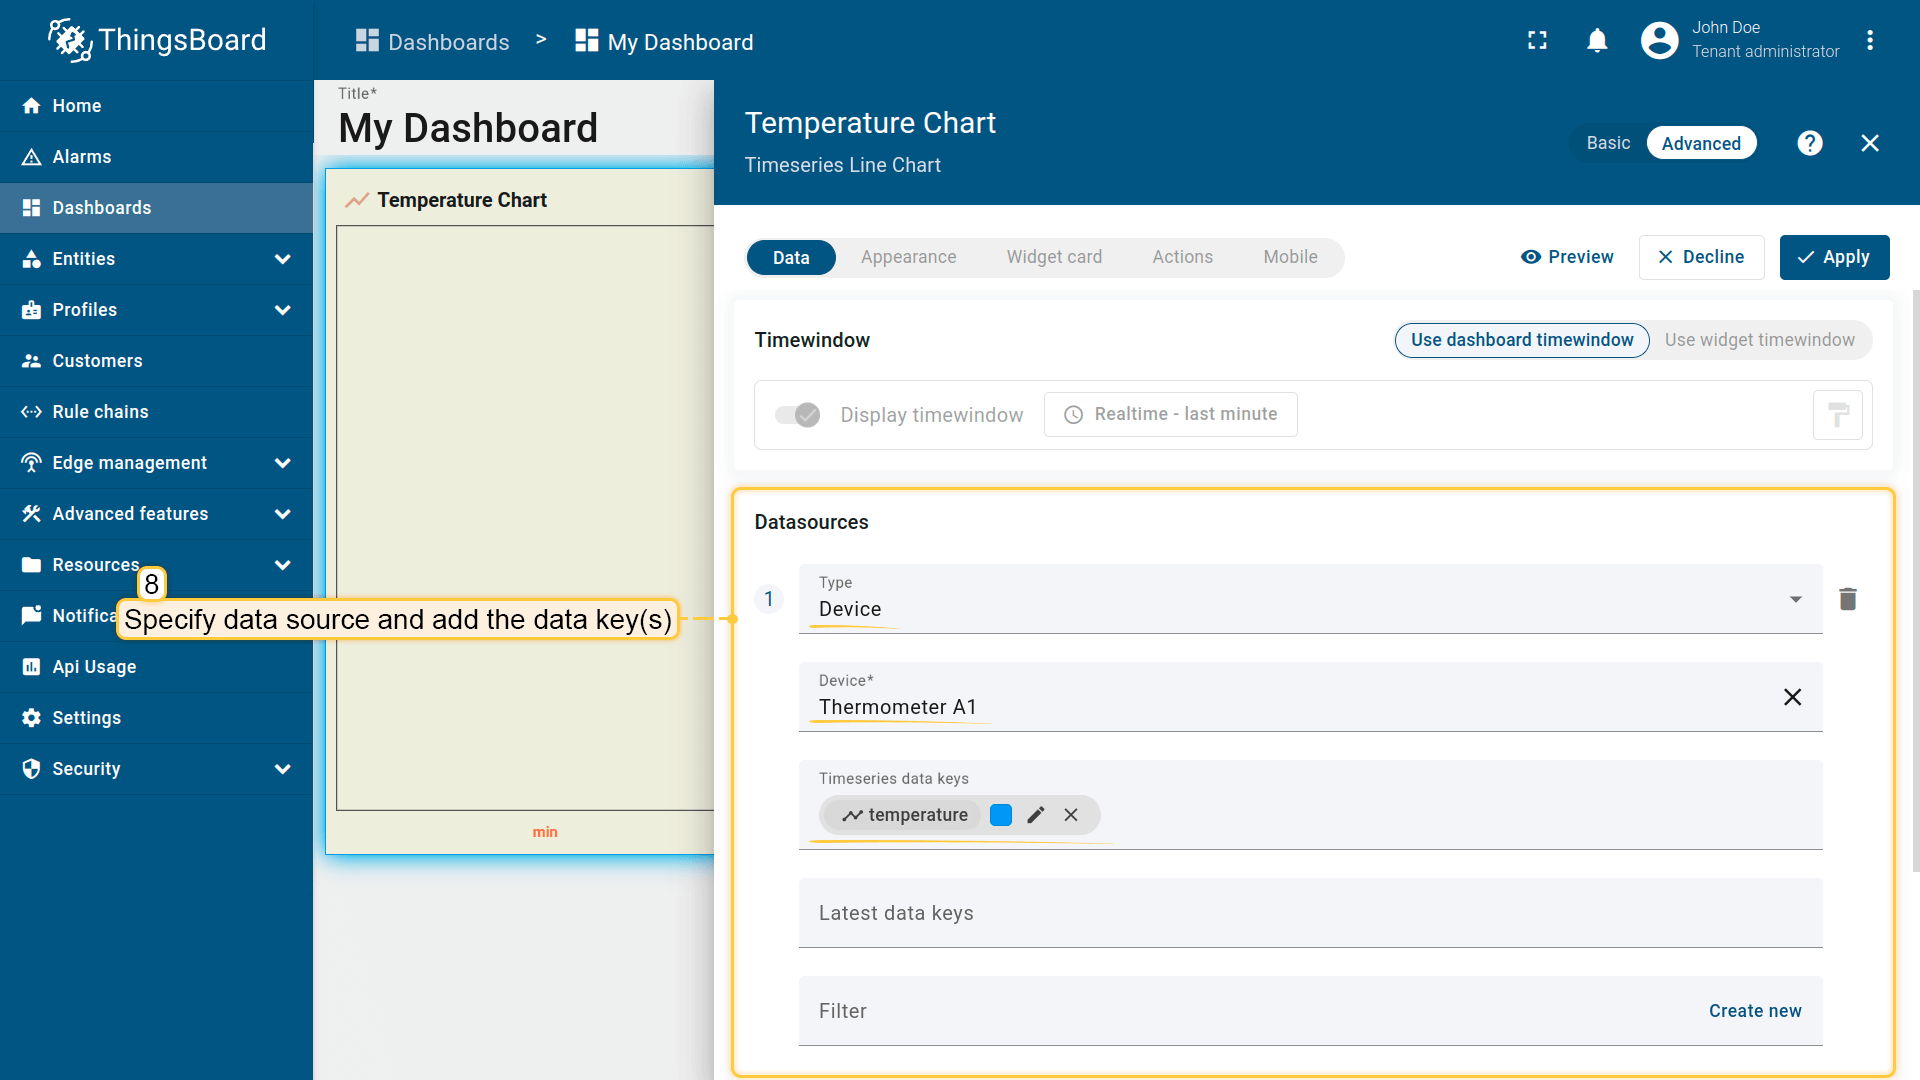 ThingsBoard
Dashboards > My Dashboard
John Doe
Tenant administrator
Home
Alarms
Dashboards
Entities
Profiles
Customers
Rule chains
Edge management
Advanced features
Resources
Notifica
Api Usage
Settings
Security
8
Specify data source and add the data key(s)
Title*
My Dashboard
Temperature Chart
min
Temperature Chart
Timeseries Line Chart
Basic Advanced ?
Data Appearance Widget card Actions Mobile
Preview Decline Apply
Timewindow
Use dashboard timewindow Use widget timewindow
Display timewindow Realtime - last minute
Datasources
1
Type
Device
Device*
Thermometer A1
Timeseries data keys
temperature
Latest data keys
Filter Create new